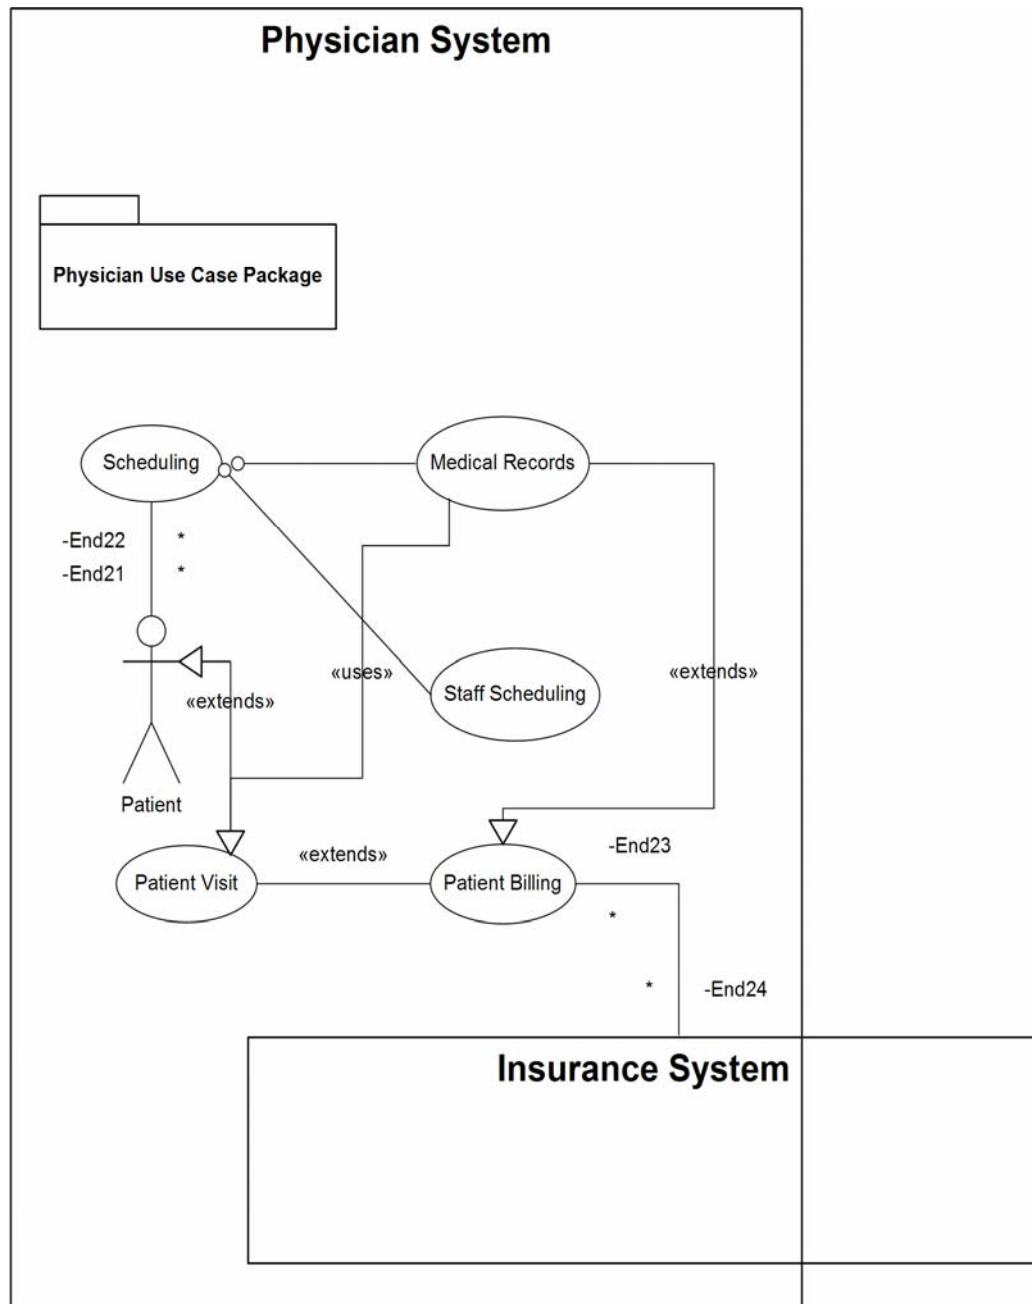 Physician System
Physician Use Case Package
Scheduling
Medical Records
-End22 *
-End21 *
«uses»
«extends»
Staff Scheduling
«extends»
Patient
-End23
«extends»
Patient Visit
Patient Billing
*
* -End24
Insurance System